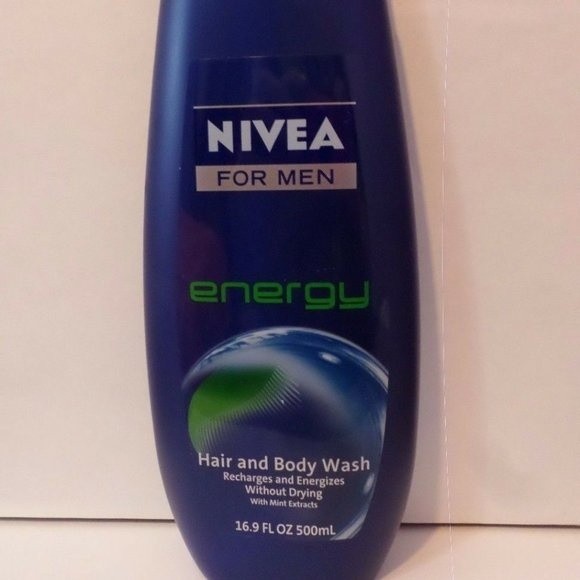 NIVEA
FOR MEN
energy
Hair and Body Wash
Recharges and Energizes
Without Drying
With Mint Extracts
16.9 FL OZ 500mL